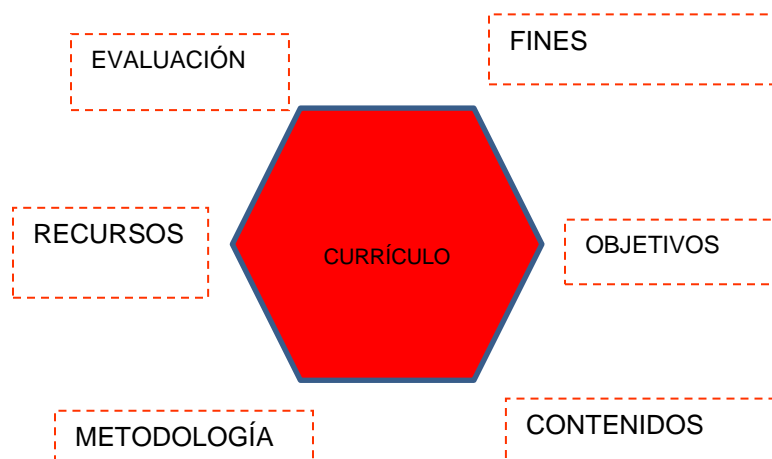 FINES
EVALUACIÓN
RECURSOS
CURRÍCULO
OBJETIVOS
METODOLOGÍA
CONTENIDOS